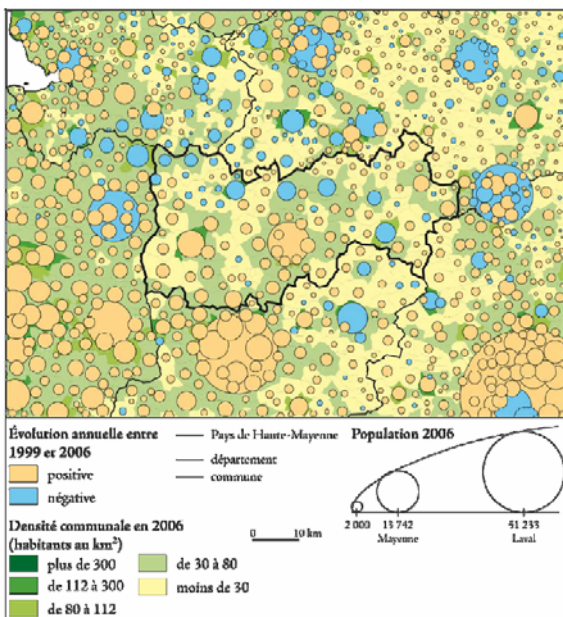 Évolution annuelle entre
1999 et 2006
positive
négative
Densité communale en 2006
(habitants au km²)
plus de 300
de 112 à 300
de 80 à 112
de 30 à 80
moins de 30
Pays de Haute-Mayenne
département
commune
0 10 km
Population 2006
2 000 13 742 51 233
Mayenne Laval